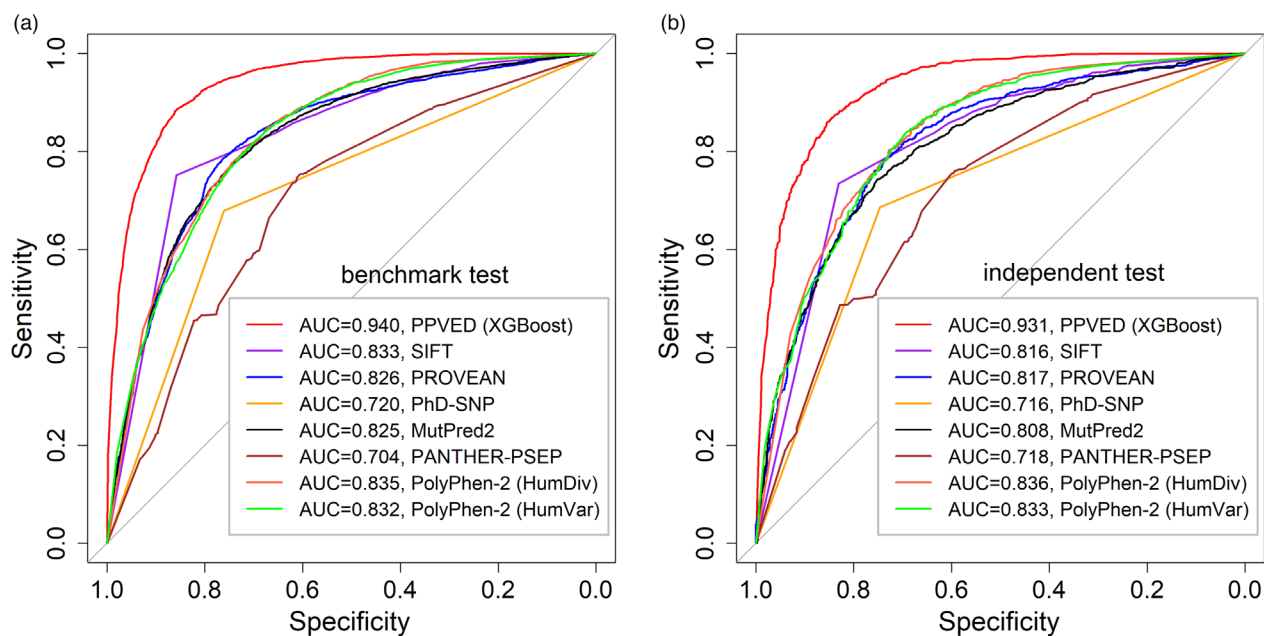 (a)
Sensitivity
1.0
0.8
0.6
0.4
0.2
0.0
benchmark test
AUC=0.940, PPVED (XGBoost)
AUC=0.833, SIFT
AUC=0.826, PROVEAN
AUC=0.720, PhD-SNP
AUC=0.825, MutPred2
AUC=0.704, PANTHER-PSEP
AUC=0.835, PolyPhen-2 (HumDiv)
AUC=0.832, PolyPhen-2 (HumVar)
1.0 0.8 0.6 0.4 0.2 0.0
Specificity
(b)
Sensitivity
1.0
0.8
0.6
0.4
0.2
0.0
independent test
AUC=0.931, PPVED (XGBoost)
AUC=0.816, SIFT
AUC=0.817, PROVEAN
AUC=0.716, PhD-SNP
AUC=0.808, MutPred2
AUC=0.718, PANTHER-PSEP
AUC=0.836, PolyPhen-2 (HumDiv)
AUC=0.833, PolyPhen-2 (HumVar)
1.0 0.8 0.6 0.4 0.2 0.0
Specificity